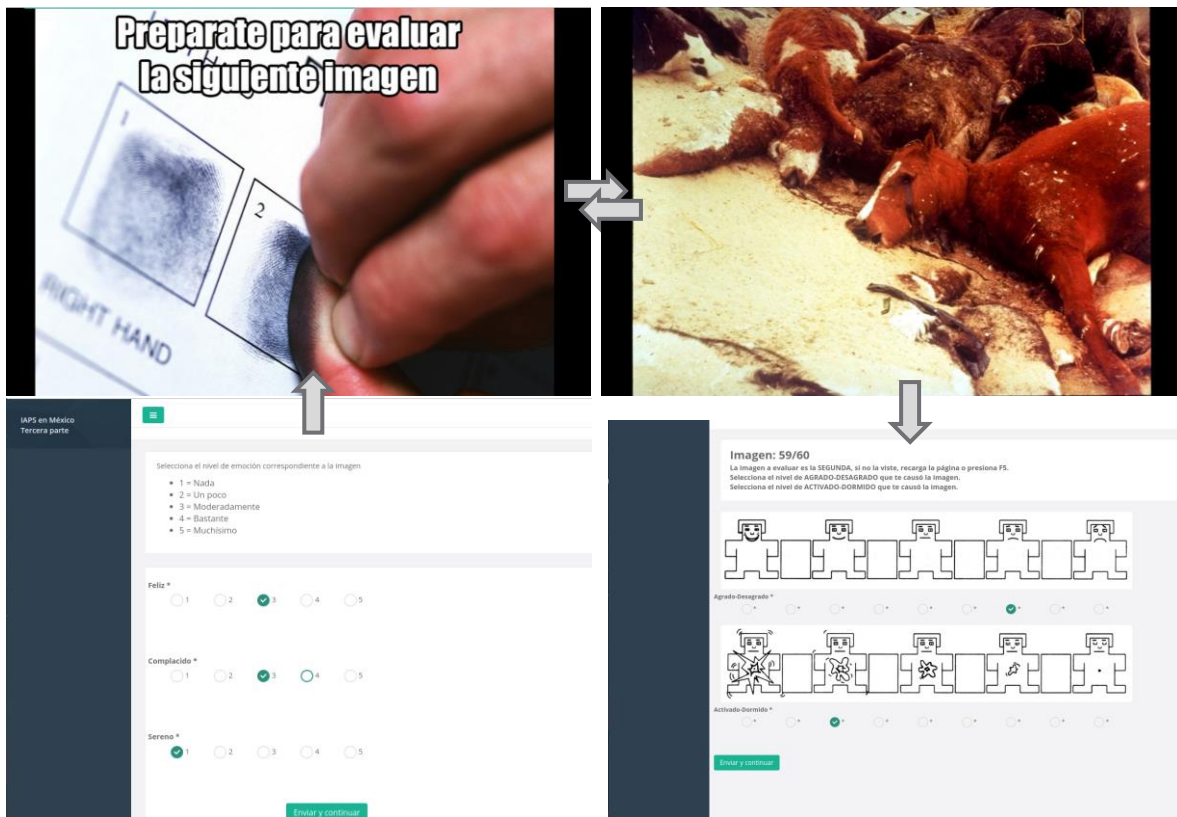 Preparate para evaluar
la siguiente imagen
1
2
RIGHT HAND
IAPS en México
Tercera parte
Selecciona el nivel de emoción correspondiente a la imagen
1 = Nada
2 = Un poco
3 = Moderadamente
4 = Bastante
5 = Muchísimo
Feliz *
1 2 3 4 5
Complacido *
1 2 3 4 5
Sereno *
1 2 3 4 5
Enviar y continuar
Imagen: 59/60
La imagen a evaluar es la SEGUNDA, si no la viste, recarga la página o presiona F5.
Selecciona el nivel de AGRADO-DESAGRADO que te causó la imagen.
Selecciona el nivel de ACTIVADO-DORMIDO que te causó la imagen.
Agrado-Desagrado *
* * * * * * * * *
Activado-Dormido *
* * * * * * * * *
Enviar y continuar